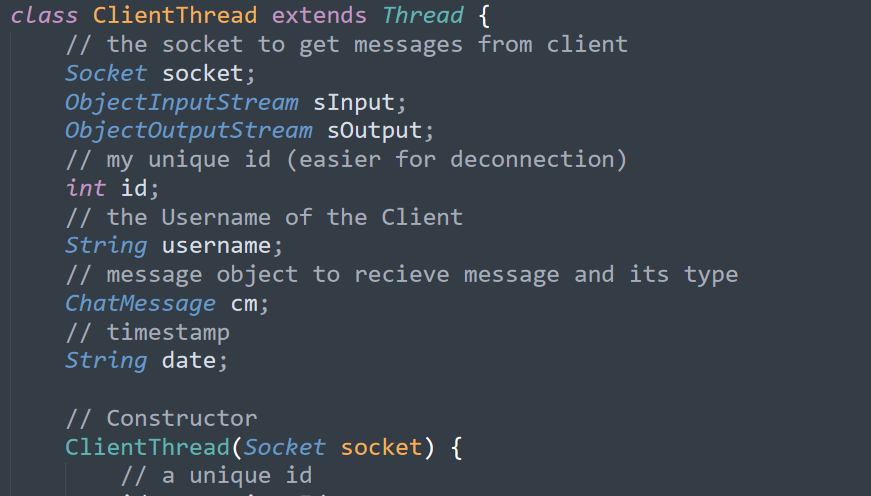 class ClientThread extends Thread {
    // the socket to get messages from client
    Socket socket;
    ObjectInputStream sInput;
    ObjectOutputStream sOutput;
    // my unique id (easier for deconnection)
    int id;
    // the Username of the Client
    String username;
    // message object to recieve message and its type
    ChatMessage cm;
    // timestamp
    String date;

    // Constructor
    ClientThread(Socket socket) {
        // a unique id